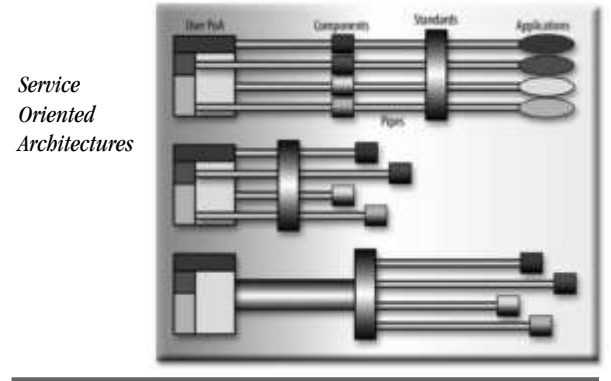 Service
Oriented
Architectures
User PoA
Components
Standards
Applications
Pipes